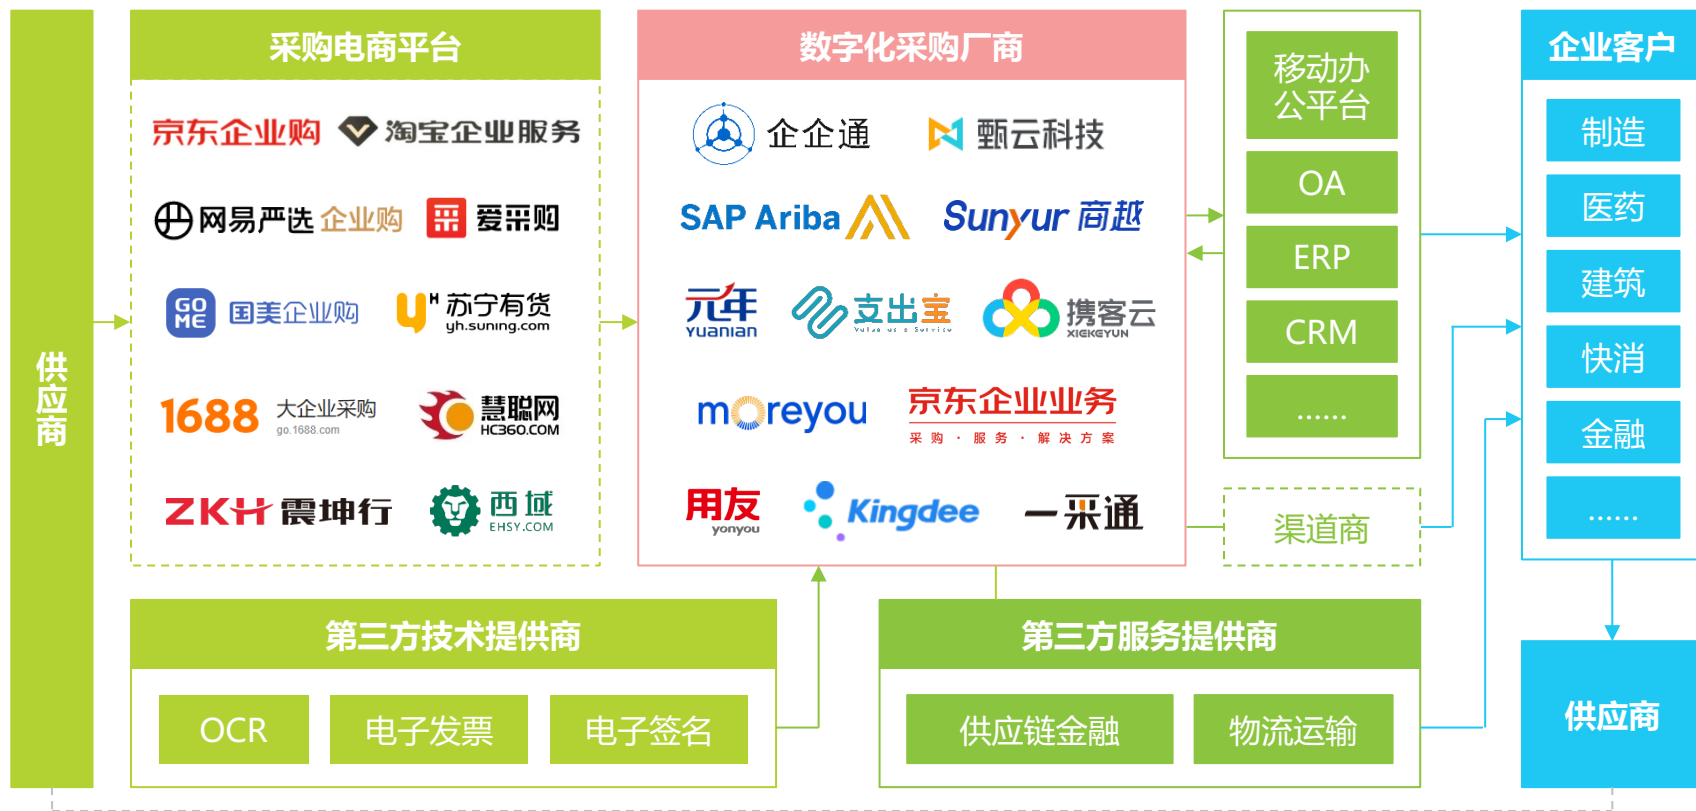 供应商
采购电商平台
京东企业购
淘宝企业服务
网易严选 企业购
采 爱采购
GO
ME
国美企业购
苏宁有货
yh.suning.com
1688
大企业采购
go.1688.com
慧聪网
HC360.COM
ZKH 震坤行
西域
EHSY.COM
数字化采购厂商
企企通
甄云科技
SAP Ariba
Sunyur 商越
元年
YUANIAN
支出宝
Value as a Service
携客云
XIEKEYUN
moreyou
京东企业业务
采购·服务·解决方案
用友
yonyou
Kingdee
一采通
移动办
公平台
OA
ERP
CRM
......
渠道商
企业客户
制造
医药
建筑
快消
金融
......
第三方技术提供商
OCR
电子发票
电子签名
第三方服务提供商
供应链金融
物流运输
供应商